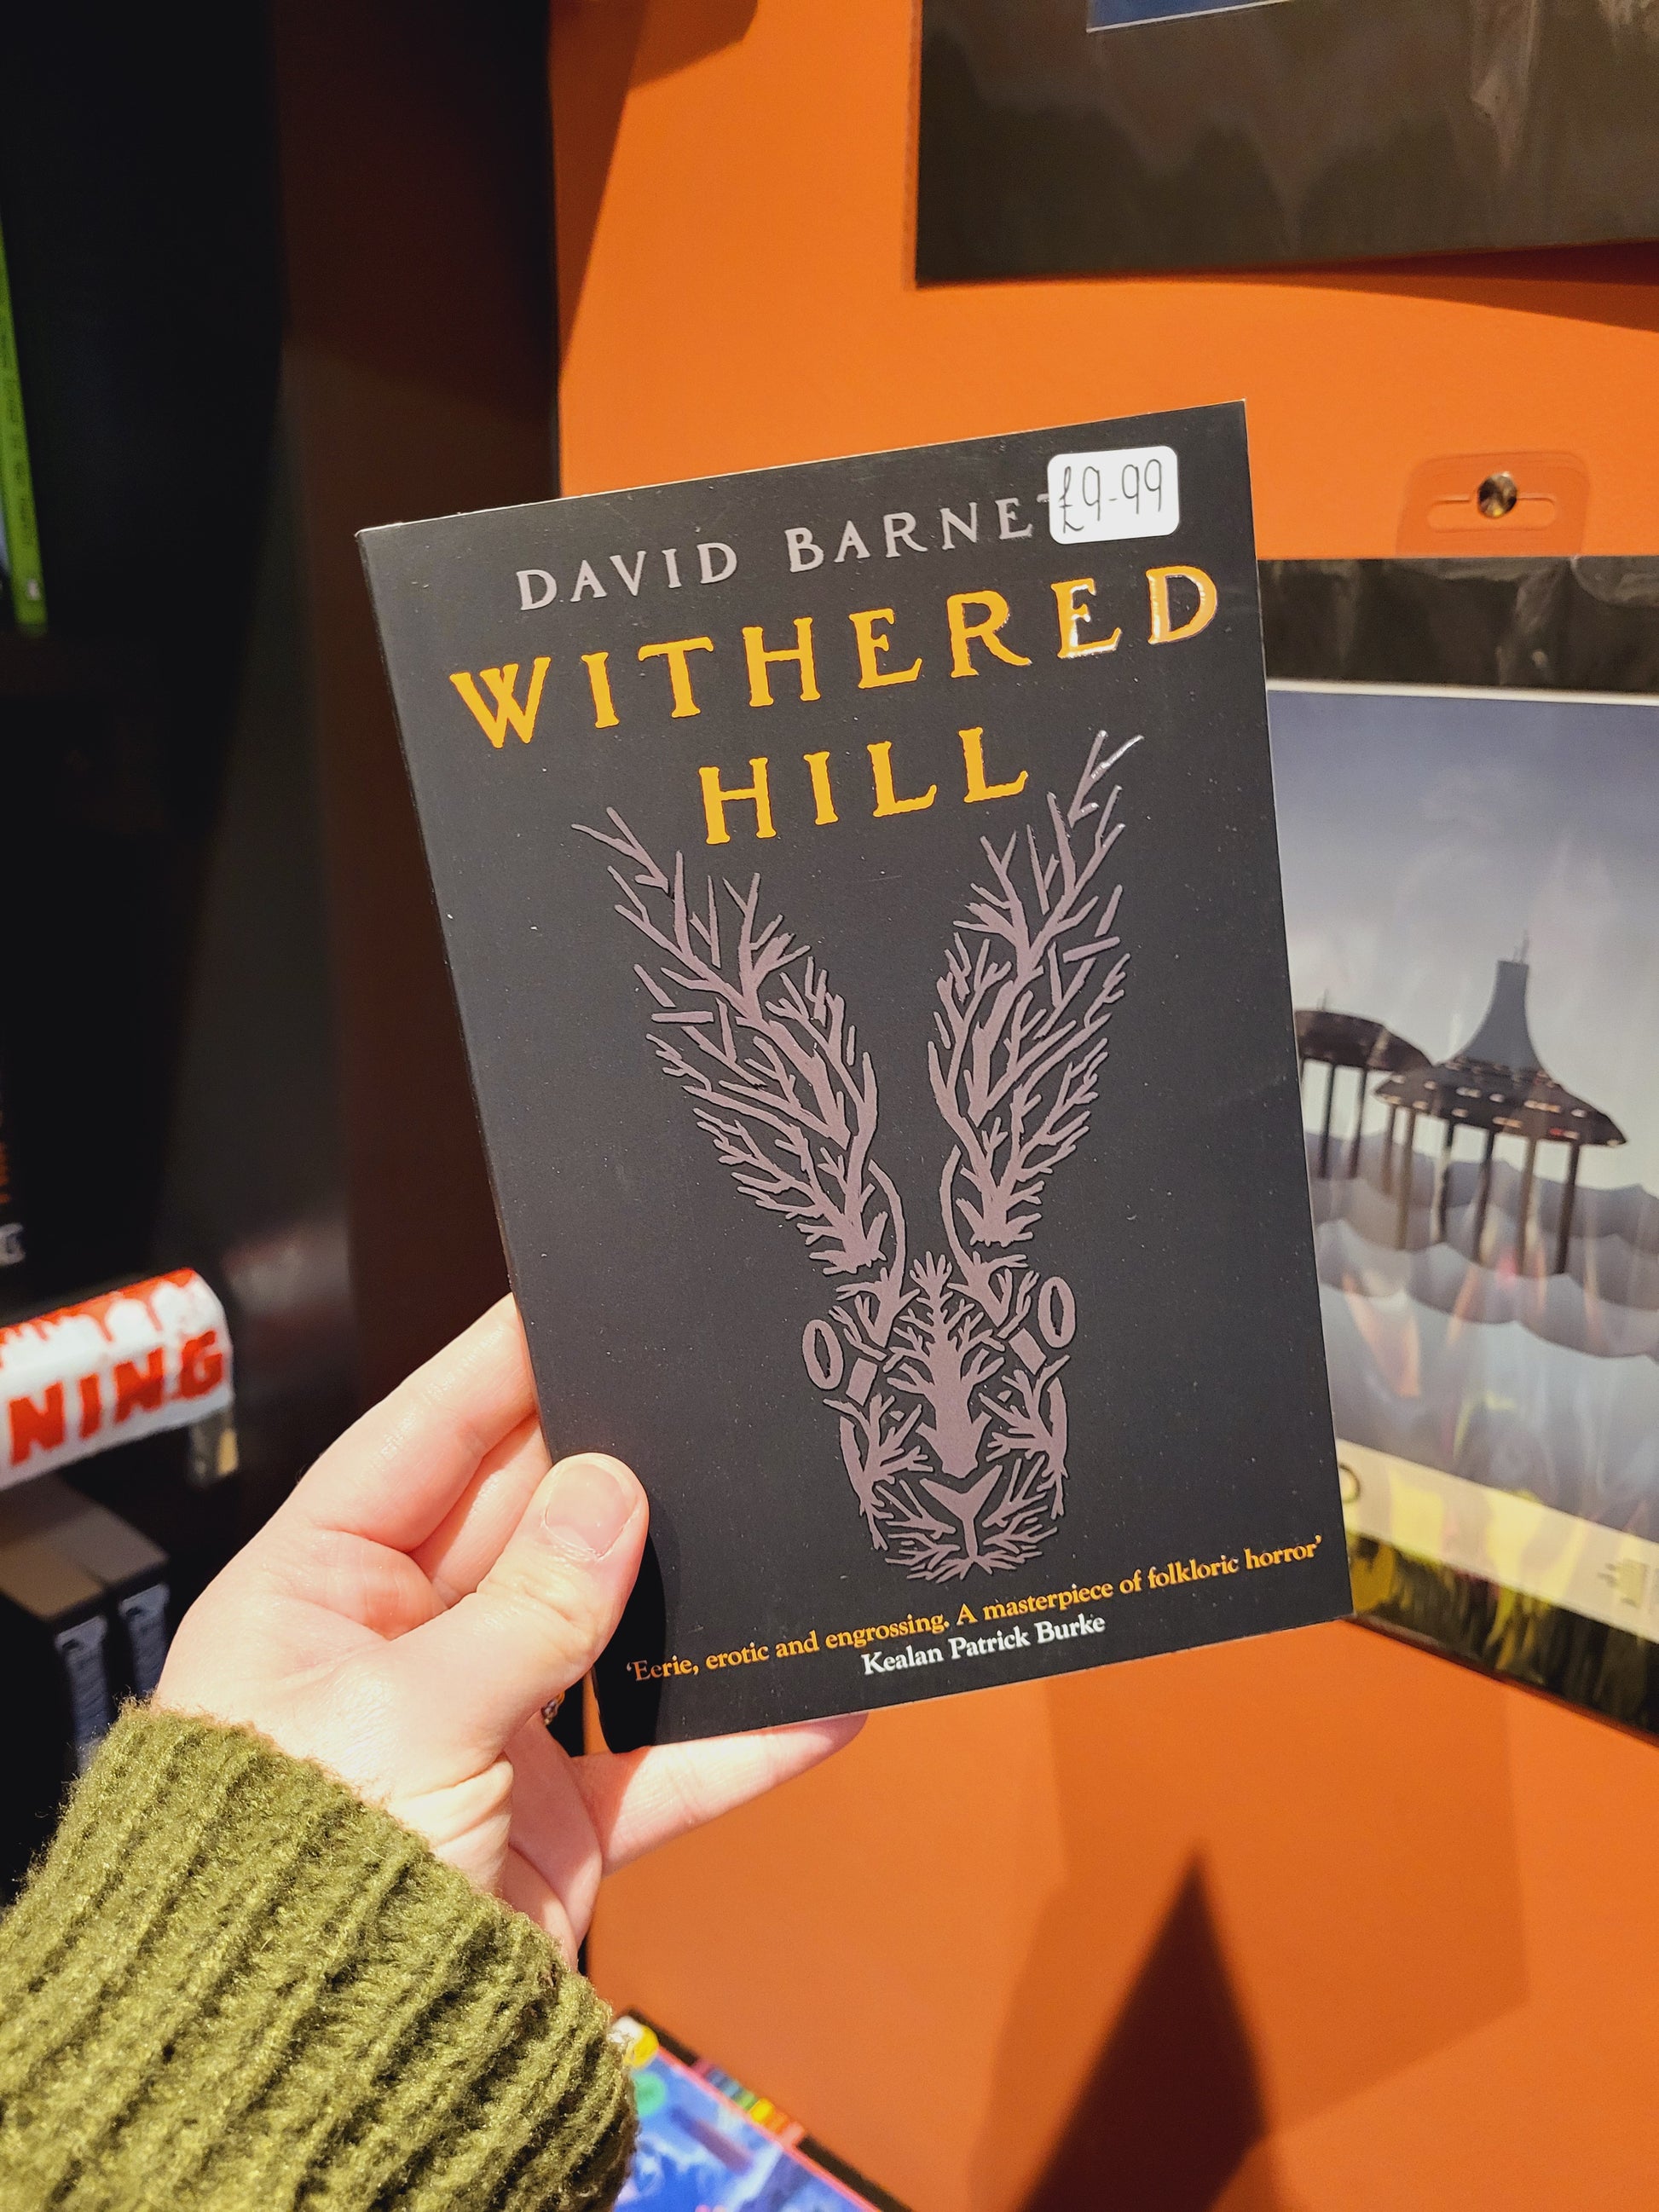 DAVID BARNE
£9-99
WITHERED
HILL
NING
'Eerie, erotic and engrossing. A masterpiece of folkloric horror'
Kealan Patrick Burke